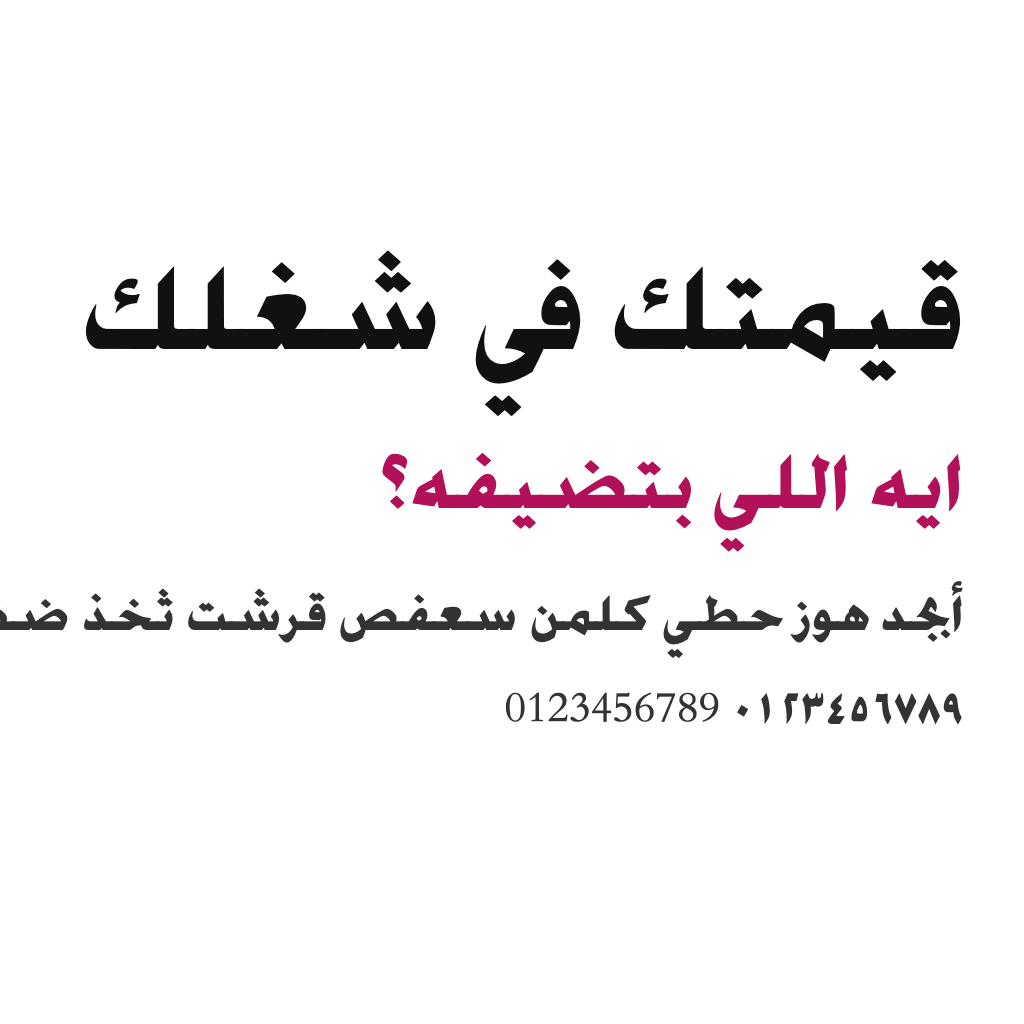 قيمتك في شغلك
ايه اللي بتضيفه؟
أبجد هوز حطي كلمن سعفص قرشت ثخذ
0123456789 ٠١٢٣٤٥٦٧٨٩